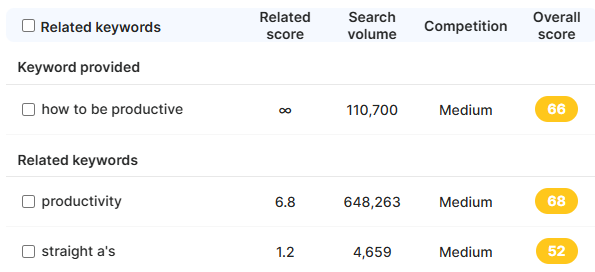 Related keywords Related score Search volume Competition Overall score
Keyword provided
how to be productive ∞ 110,700 Medium 66
Related keywords
productivity 6.8 648,263 Medium 68
straight a's 1.2 4,659 Medium 52